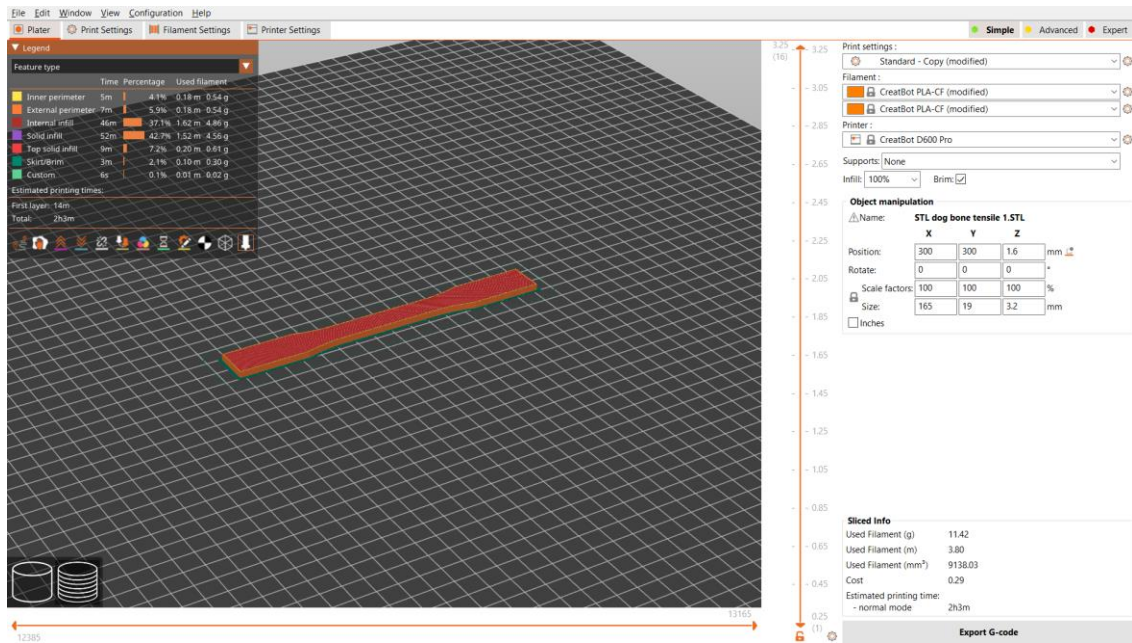 File Edit Window View Configuration Help
Plater Print Settings Filament Settings Printer Settings Simple Advanced Expert
Legend
Feature type
Time Percentage Used filament
Inner perimeter 5m 4.1% 0.18 m 0.54 g
External perimeter 7m 5.9% 0.18 m 0.54 g
Internal infill 46m 37.1% 1.62 m 4.86 g
Solid infill 52m 42.7% 1.52 m 4.56 g
Top solid infill 9m 7.2% 0.20 m 0.61 g
Skirt/Brim 3m 2.1% 0.10 m 0.30 g
Custom 6s 0.1% 0.01 m 0.02 g
Estimated printing times:
First layer: 14m
Total: 2h3m
3.25
(16)
3.25
3.05
2.85
2.65
2.45
2.25
2.05
1.85
1.65
1.45
1.25
1.05
0.85
0.65
0.45
0.25
(1)
13165
12385
Print settings :
Standard - Copy (modified)
Filament :
CreatBot PLA-CF (modified)
CreatBot PLA-CF (modified)
Printer :
CreatBot D600 Pro
Supports: None
Infill: 100% Brim:
Object manipulation
Name: STL dog bone tensile 1.STL
X Y Z
Position: 300 300 1.6 mm
Rotate: 0 0 0 °
Scale factors: 100 100 100 %
Size: 165 19 3.2 mm
Inches
Sliced Info
Used Filament (g) 11.42
Used Filament (m) 3.80
Used Filament (mm³) 9138.03
Cost 0.29
Estimated printing time:
- normal mode 2h3m
Export G-code